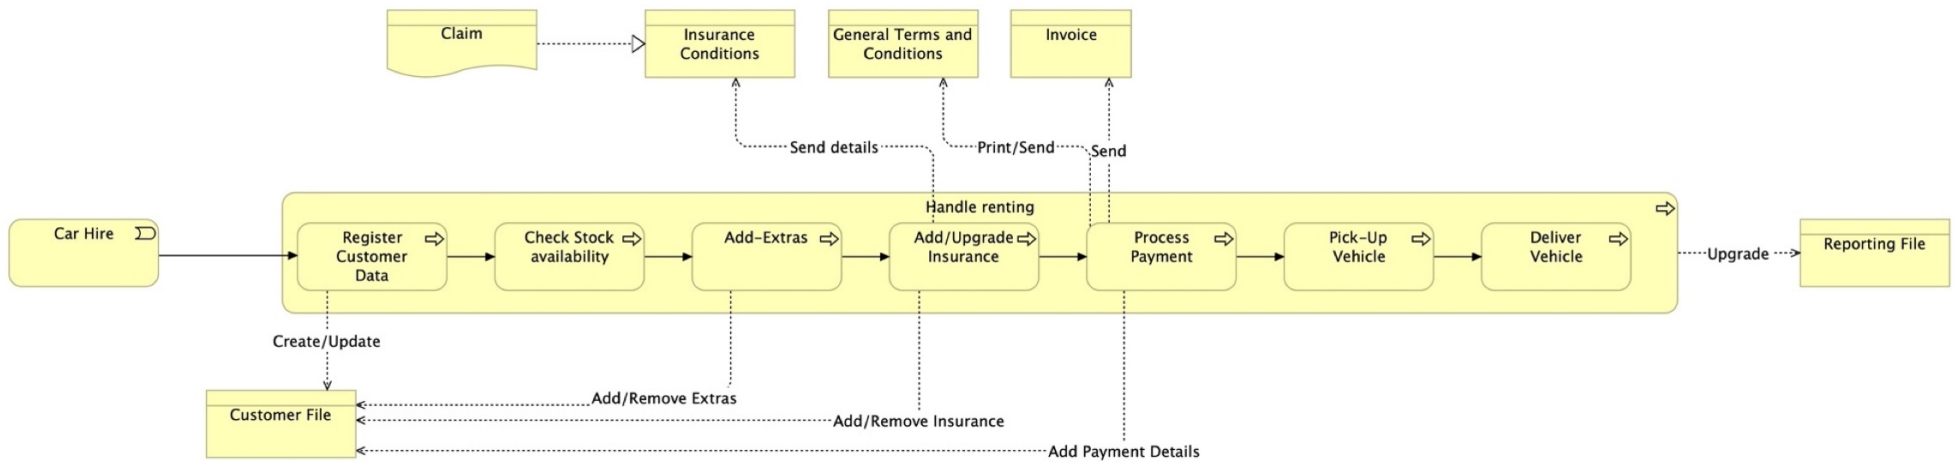 Claim
Insurance
Conditions
General Terms and
Conditions
Invoice
Send details
Print/Send
Send
Handle renting
Car Hire
Register
Customer
Data
Check Stock
availability
Add-Extras
Add/Upgrade
Insurance
Process
Payment
Pick-Up
Vehicle
Deliver
Vehicle
Upgrade
Reporting File
Create/Update
Customer File
Add/Remove Extras
Add/Remove Insurance
Add Payment Details